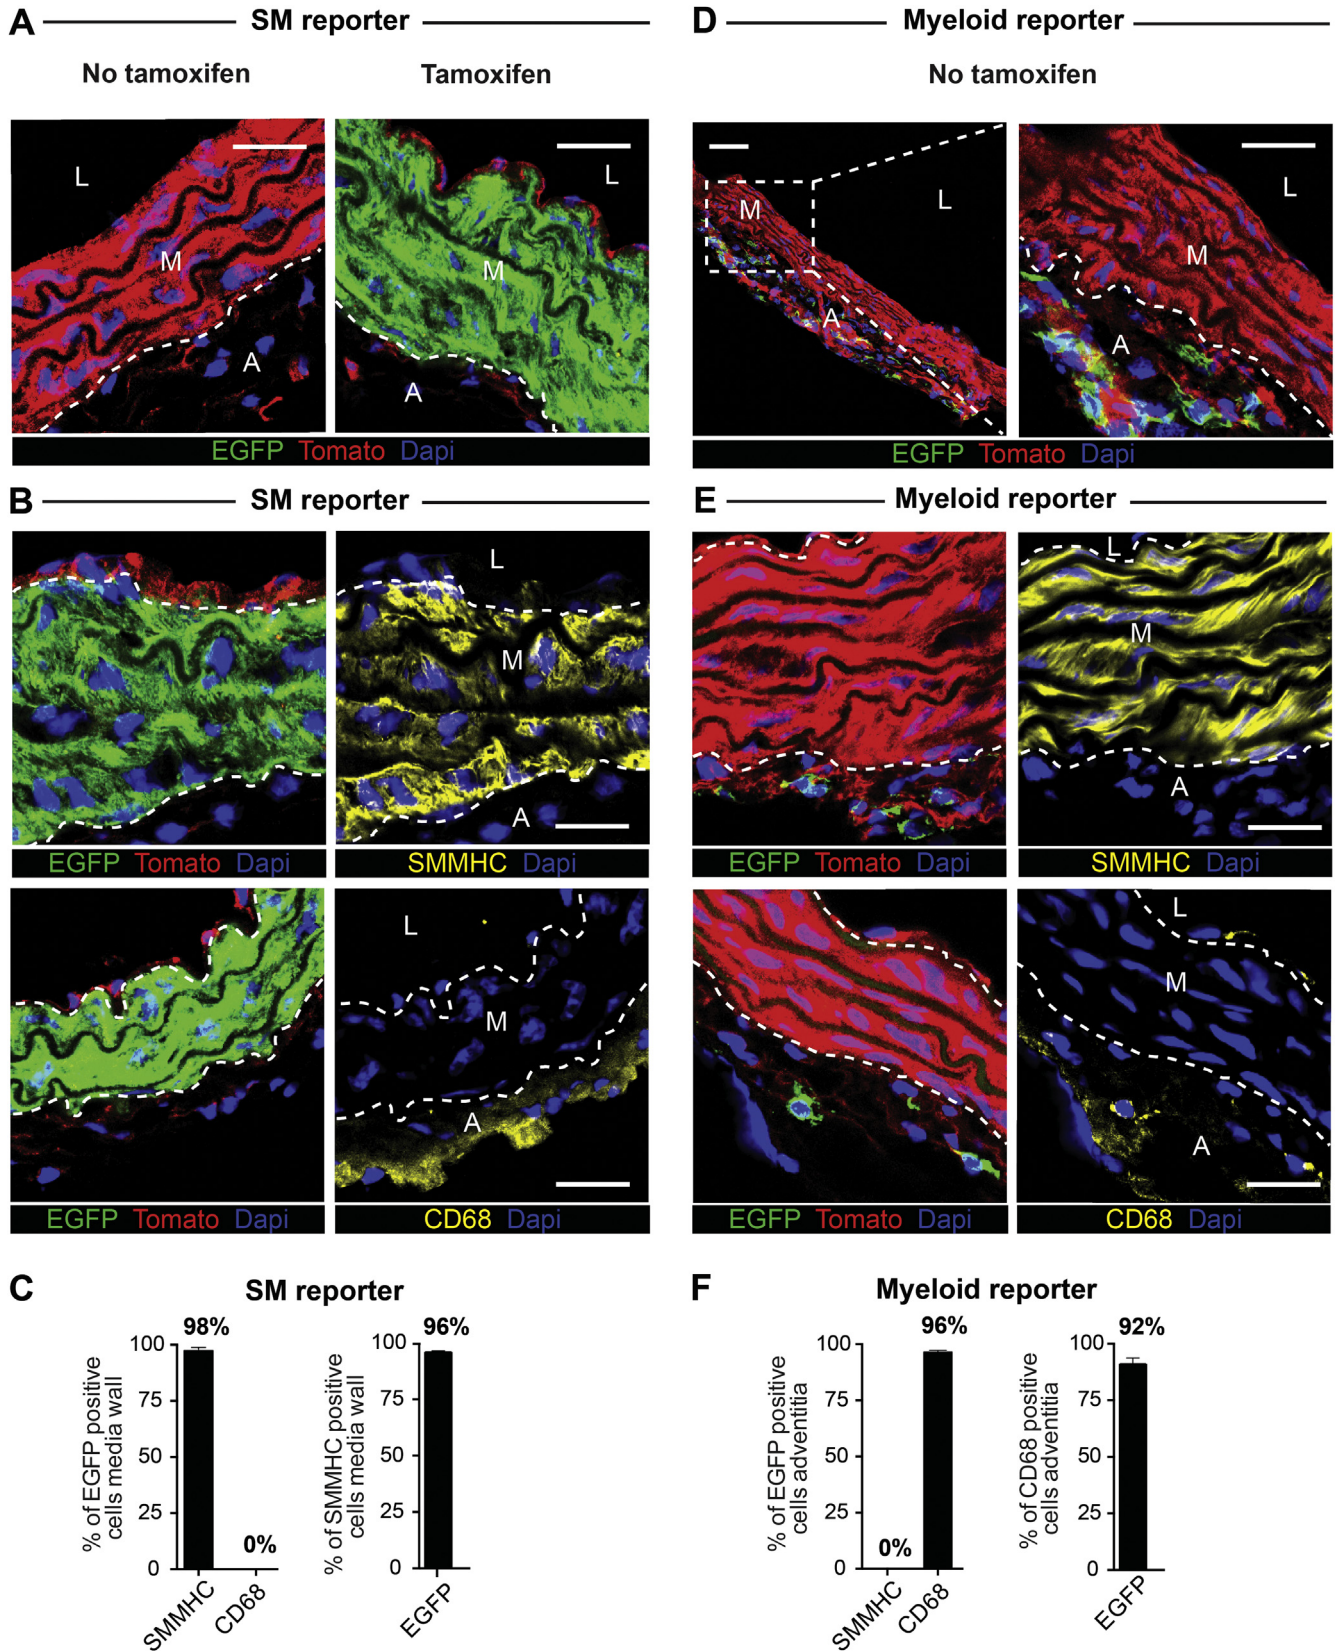 A SM reporter
No tamoxifen Tamoxifen
L
M
A
L
M
A
EGFP Tomato Dapi
B SM reporter
L
M
A
EGFP Tomato Dapi
SMMHC Dapi
L
M
A
EGFP Tomato Dapi
CD68 Dapi
C SM reporter
98%
100
75
50
25
0
0%
% of EGFP positive
cells media wall
SMMHC
CD68
96%
100
75
50
25
0
% of SMMHC positive
cells media wall
EGFP
D Myeloid reporter
No tamoxifen
M
L
A
L
M
A
EGFP Tomato Dapi
E Myeloid reporter
L
M
A
EGFP Tomato Dapi
SMMHC Dapi
L
M
A
EGFP Tomato Dapi
CD68 Dapi
F Myeloid reporter
96%
100
75
50
25
0
0%
% of EGFP positive
cells adventitia
SMMHC
CD68
92%
100
75
50
25
0
% of CD68 positive
cells adventitia
EGFP